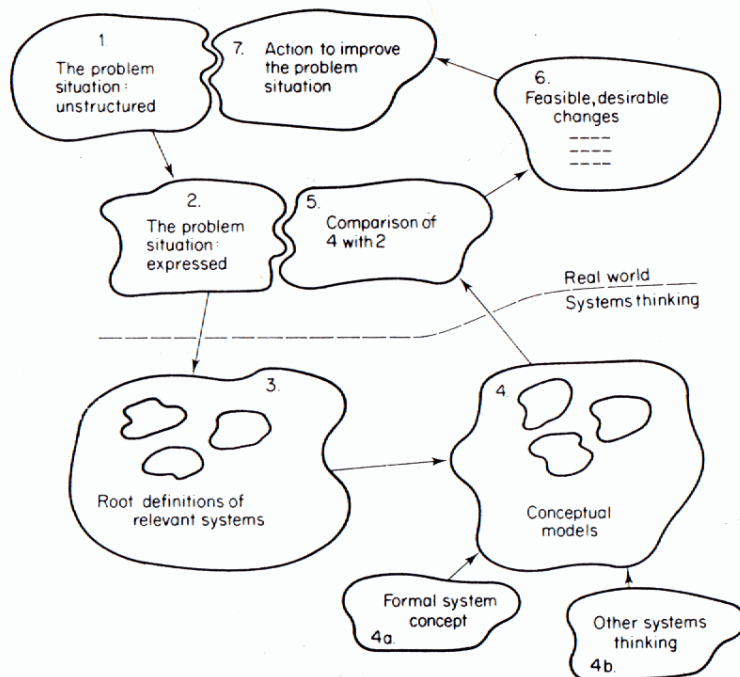 1.
The problem
situation:
unstructured
7. Action to improve
the problem
situation
6.
Feasible, desirable
changes
2.
The problem
situation:
expressed
5.
Comparison of
4 with 2
Real world
Systems thinking
3.
Root definitions of
relevant systems
4.
Conceptual
models
Formal system
concept
4a.
Other systems
thinking
4b.